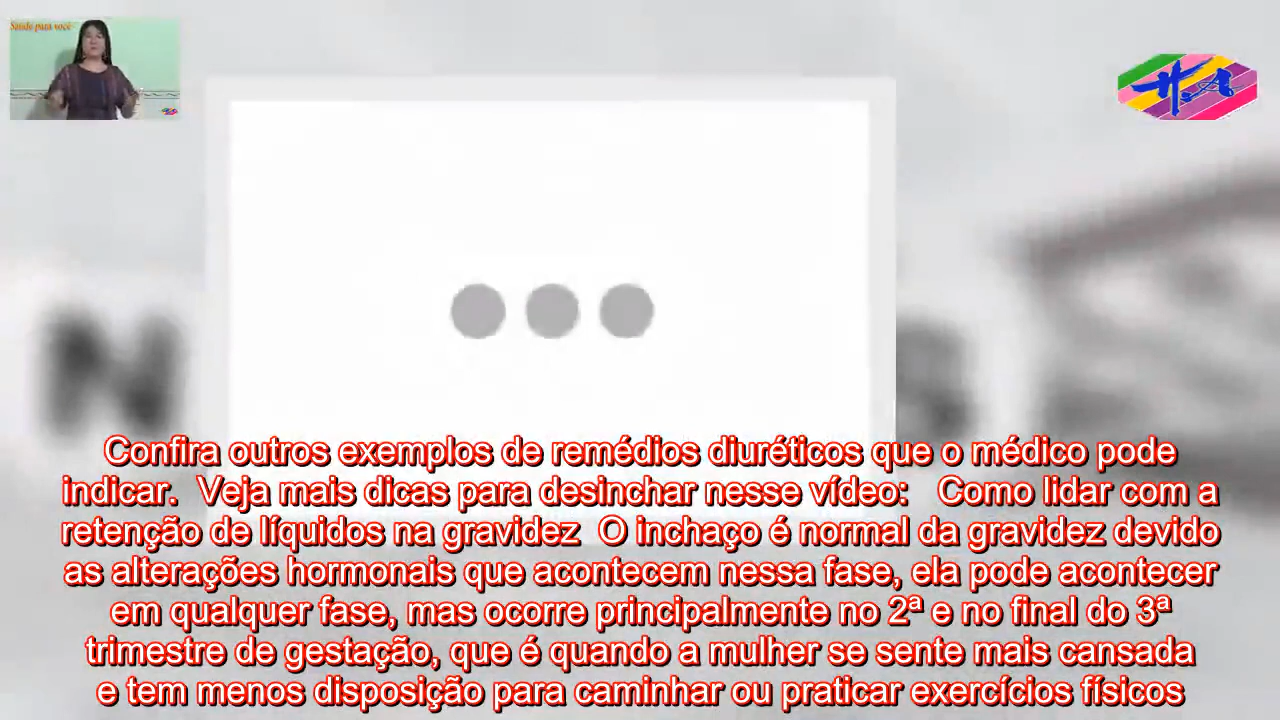 Saúde para você
H.A
Confira outros exemplos de remédios diuréticos que o médico pode
indicar.  Veja mais dicas para desinchar nesse vídeo:   Como lidar com a
retenção de líquidos na gravidez  O inchaço é normal da gravidez devido
as alterações hormonais que acontecem nessa fase, ela pode acontecer
em qualquer fase, mas ocorre principalmente no 2ª e no final do 3ª
trimestre de gestação, que é quando a mulher se sente mais cansada
e tem menos disposição para caminhar ou praticar exercícios físicos